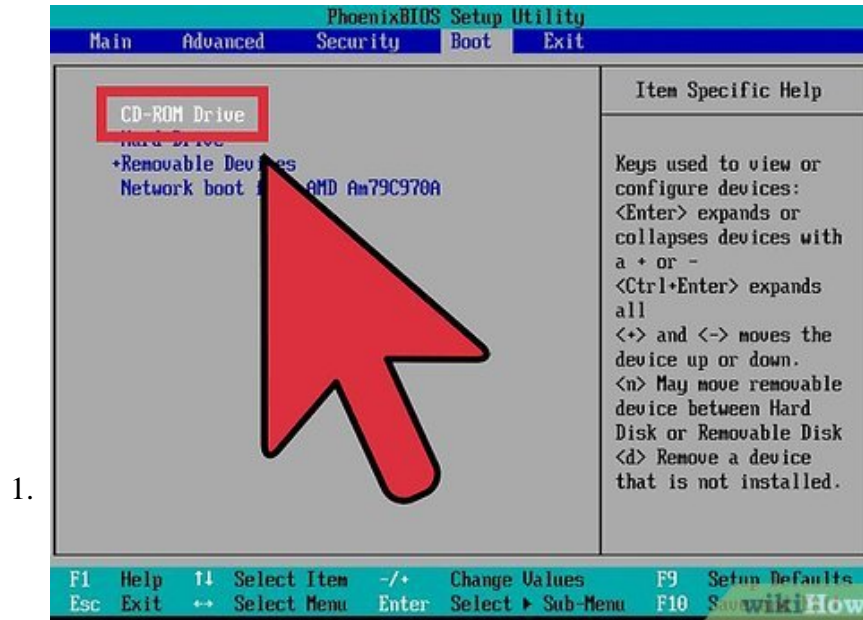 PhoenixBIOS Setup Utility
Main Advanced Security Boot Exit
CD-ROM Drive
+Removable Devices
Network boot AMD Am79C970A
Item Specific Help
Keys used to view or
configure devices:
<Enter> expands or
collapses devices with
a + or -
<Ctrl+Enter> expands
all
<+> and <-> moves the
device up or down.
<n> May move removable
device between Hard
Disk or Removable Disk
<d> Remove a device
that is not installed.
1.
F1 Help ↑↓ Select Item -/+ Change Values F9 Setup Defaults
Esc Exit ↔ Select Menu Enter Select ▶ Sub-Menu F10
wikiHow